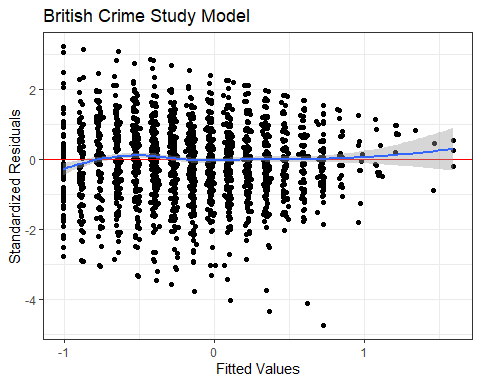 British Crime Study Model
Standardized Residuals
2
0
-2
-4
-1
0
1
Fitted Values